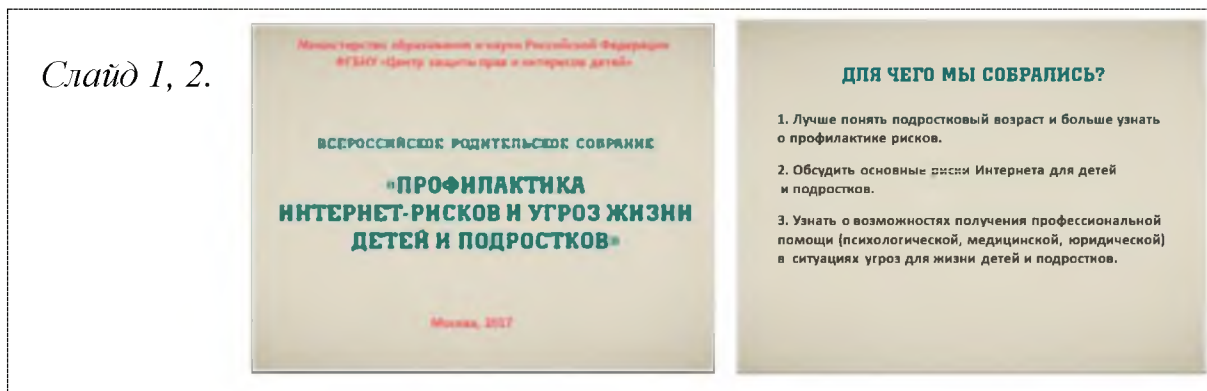 Слайд 1, 2.
Министерство образования и науки Российской Федерации
ФГБНУ «Центр защиты прав и интересов детей»
ВСЕРОССИЙСКОЕ РОДИТЕЛЬСКОЕ СОБРАНИЕ
«ПРОФИЛАКТИКА
ИНТЕРНЕТ-РИСКОВ И УГРОЗ ЖИЗНИ
ДЕТЕЙ И ПОДРОСТКОВ»
Москва, 2017
ДЛЯ ЧЕГО МЫ СОБРАЛИСЬ?
1. Лучше понять подростковый возраст и больше узнать
о профилактике рисков.
2. Обсудить основные риски Интернета для детей
и подростков.
3. Узнать о возможностях получения профессиональной
помощи (психологической, медицинской, юридической)
в ситуациях угроз для жизни детей и подростков.